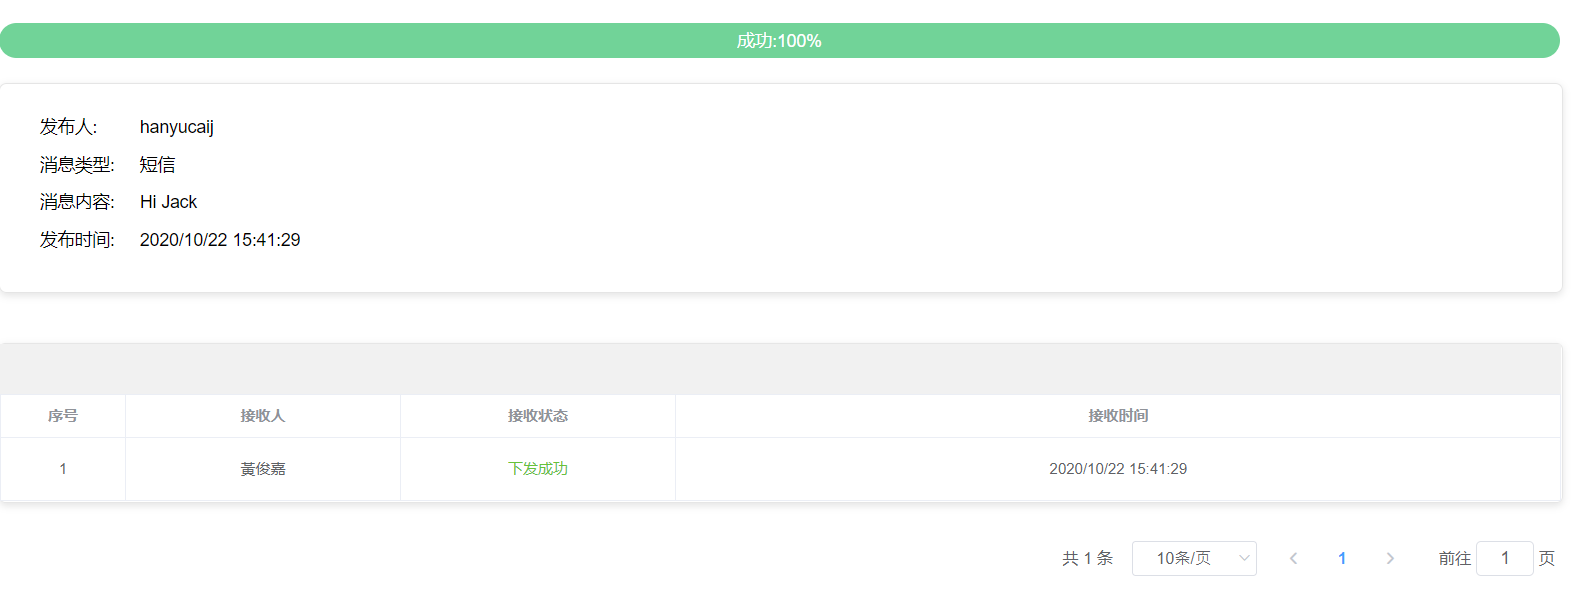 成功:100%
发布人: hanyucaij
消息类型: 短信
消息内容: Hi Jack
发布时间: 2020/10/22 15:41:29
序号 接收人 接收状态 接收时间
1 黃俊嘉 下发成功 2020/10/22 15:41:29
共 1 条 10条/页 1 前往 1 页